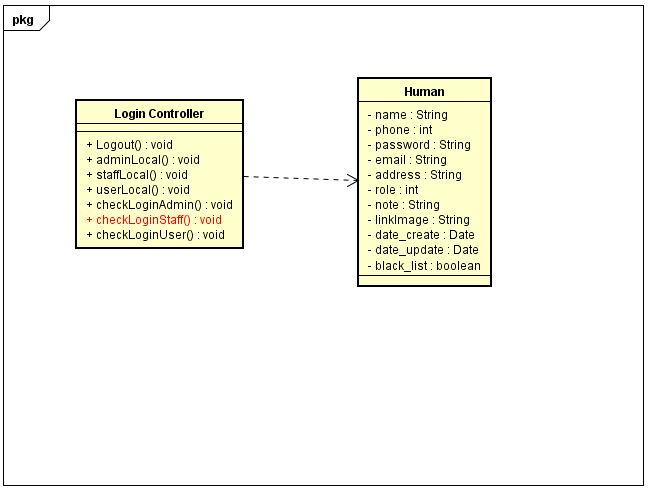 pkg
Login Controller
+ Logout() : void
+ adminLocal() : void
+ staffLocal() : void
+ userLocal() : void
+ checkLoginAdmin() : void
+ checkLoginStaff() : void
+ checkLoginUser() : void
Human
- name : String
- phone : int
- password : String
- email : String
- address : String
- role : int
- note : String
- linkImage : String
- date_create : Date
- date_update : Date
- black_list : boolean